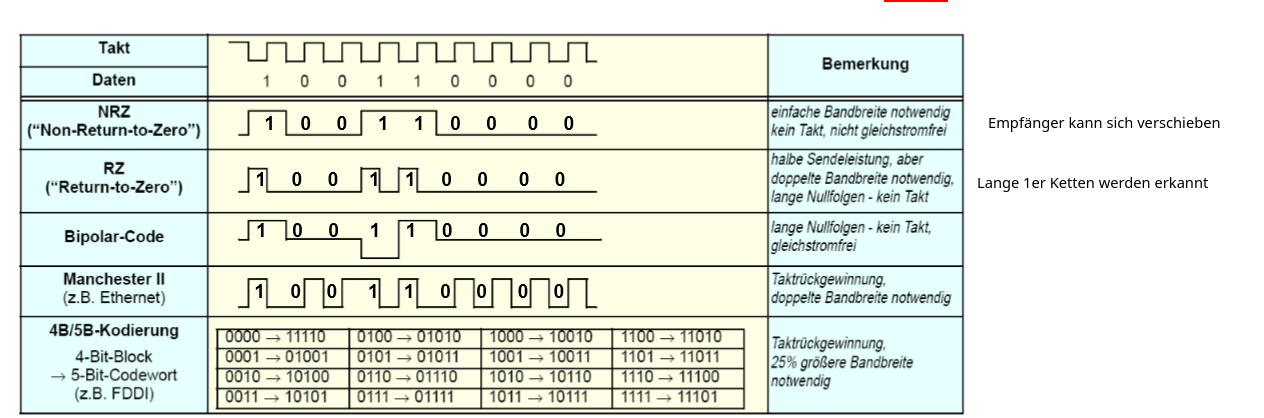 Takt
Daten
1 0 0 1 1 0 0 0 0
Bemerkung
NRZ
(“Non-Return-to-Zero”)
1 0 0 1 1 0 0 0 0
einfache Bandbreite notwendig
kein Takt, nicht gleichstromfrei
Empfänger kann sich verschieben
RZ
(“Return-to-Zero”)
1 0 0 1 1 0 0 0 0
halbe Sendeleistung, aber
doppelte Bandbreite notwendig,
lange Nullfolgen - kein Takt
Lange 1er Ketten werden erkannt
Bipolar-Code
1 0 0 1 1 0 0 0 0
lange Nullfolgen - kein Takt,
gleichstromfrei
Manchester II
(z.B. Ethernet)
1 0 0 1 1 0 0 0 0
Taktrückgewinnung,
doppelte Bandbreite notwendig
4B/5B-Kodierung
4-Bit-Block
→ 5-Bit-Codewort
(z.B. FDDI)
0000 → 11110 0100 → 01010 1000 → 10010 1100 → 11010
0001 → 01001 0101 → 01011 1001 → 10011 1101 → 11011
0010 → 10100 0110 → 01110 1010 → 10110 1110 → 11100
0011 → 10101 0111 → 01111 1011 → 10111 1111 → 11101
Taktrückgewinnung,
25% größere Bandbreite
notwendig